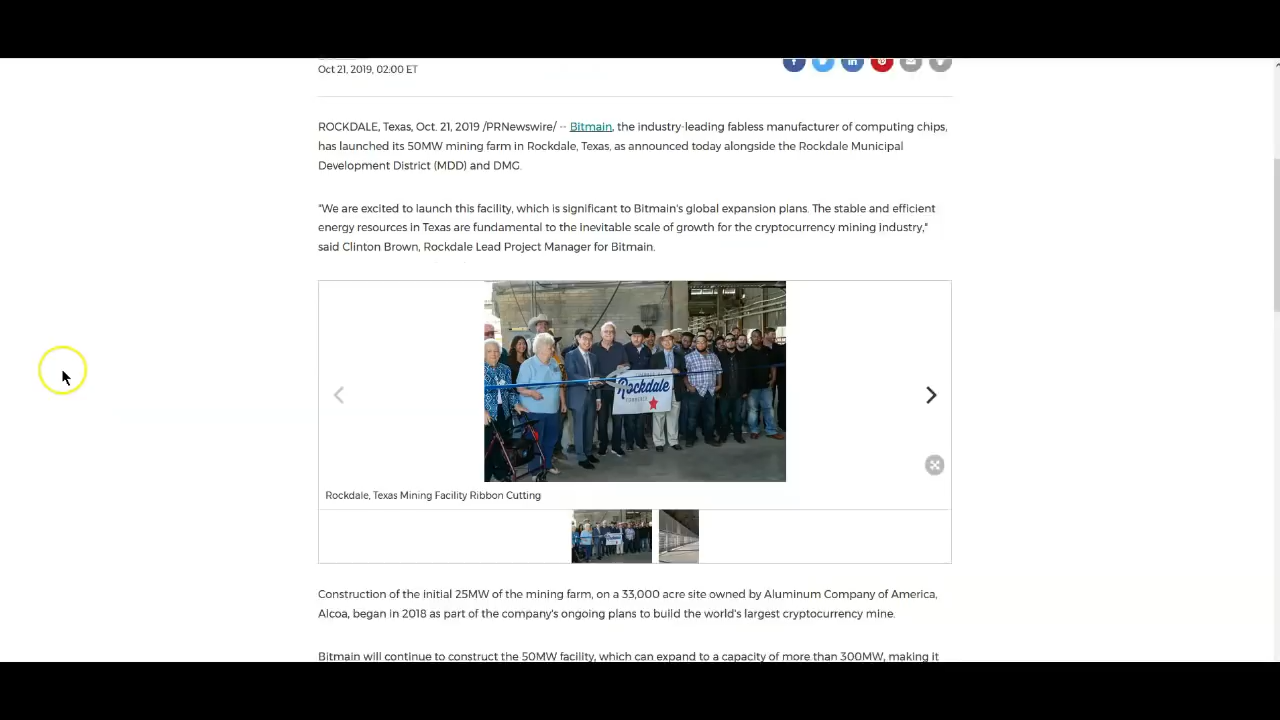 Oct 21, 2019, 02:00 ET
ROCKDALE, Texas, Oct. 21, 2019 /PRNewswire/ -- Bitmain, the industry-leading fabless manufacturer of computing chips,
has launched its 50MW mining farm in Rockdale, Texas, as announced today alongside the Rockdale Municipal
Development District (MDD) and DMG.
"We are excited to launch this facility, which is significant to Bitmain's global expansion plans. The stable and efficient
energy resources in Texas are fundamental to the inevitable scale of growth for the cryptocurrency mining industry,"
said Clinton Brown, Rockdale Lead Project Manager for Bitmain.
Rockdale
Rockdale, Texas Mining Facility Ribbon Cutting
Construction of the initial 25MW of the mining farm, on a 33,000 acre site owned by Aluminum Company of America,
Alcoa, began in 2018 as part of the company's ongoing plans to build the world's largest cryptocurrency mine.
Bitmain will continue to construct the 50MW facility, which can expand to a capacity of more than 300MW, making it